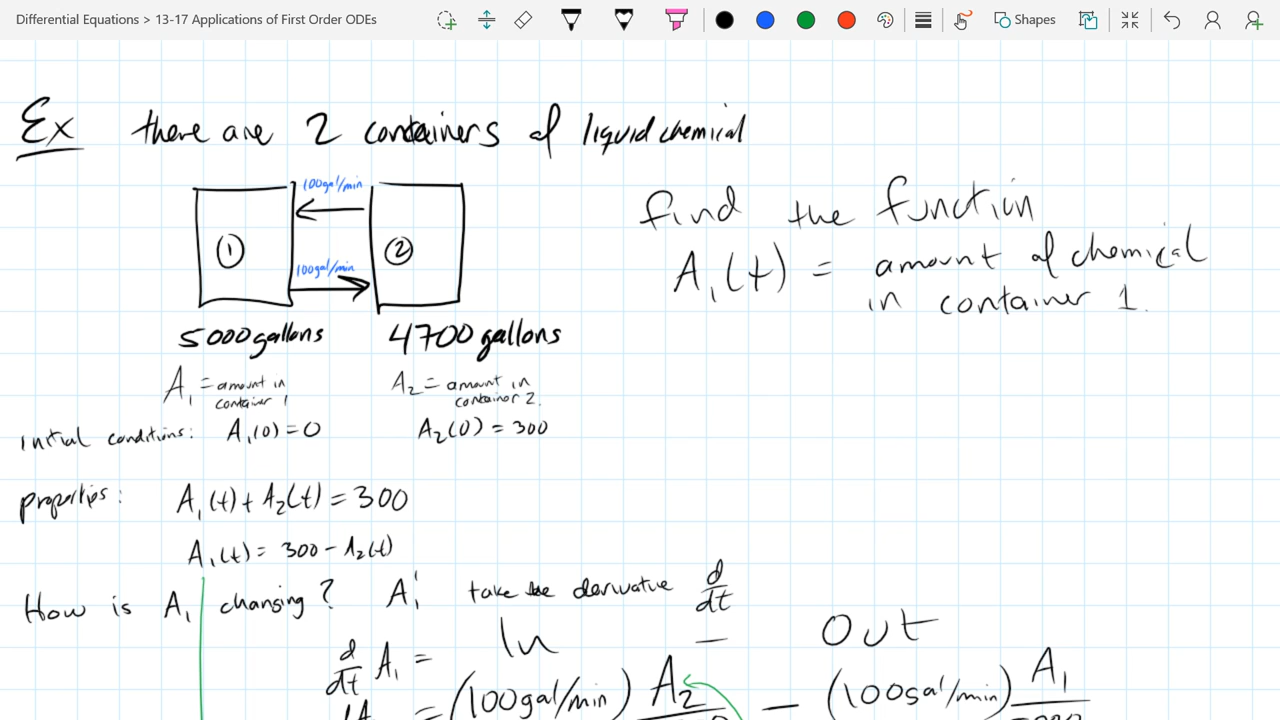 Differential Equations > 13-17 Applications of First Order ODEs
Shapes
Ex there are 2 containers of liquid chemical
100gal/min
① ②
100gal/min
5000 gallons 4700 gallons
A₁ = amount in container 1
A₂ = amount in container 2.
find the function
A₁(t) = amount of chemical
in container 1.
initial conditions: A₁(0) = 0 A₂(0) = 300
properties: A₁(t) + A₂(t) = 300
A₁(t) = 300 - A₂(t)
How is A₁ changing? A₁' take the derivative d/dt
d/dt A₁ = In - Out
= (100gal/min) A₂ - (100gal/min) A₁